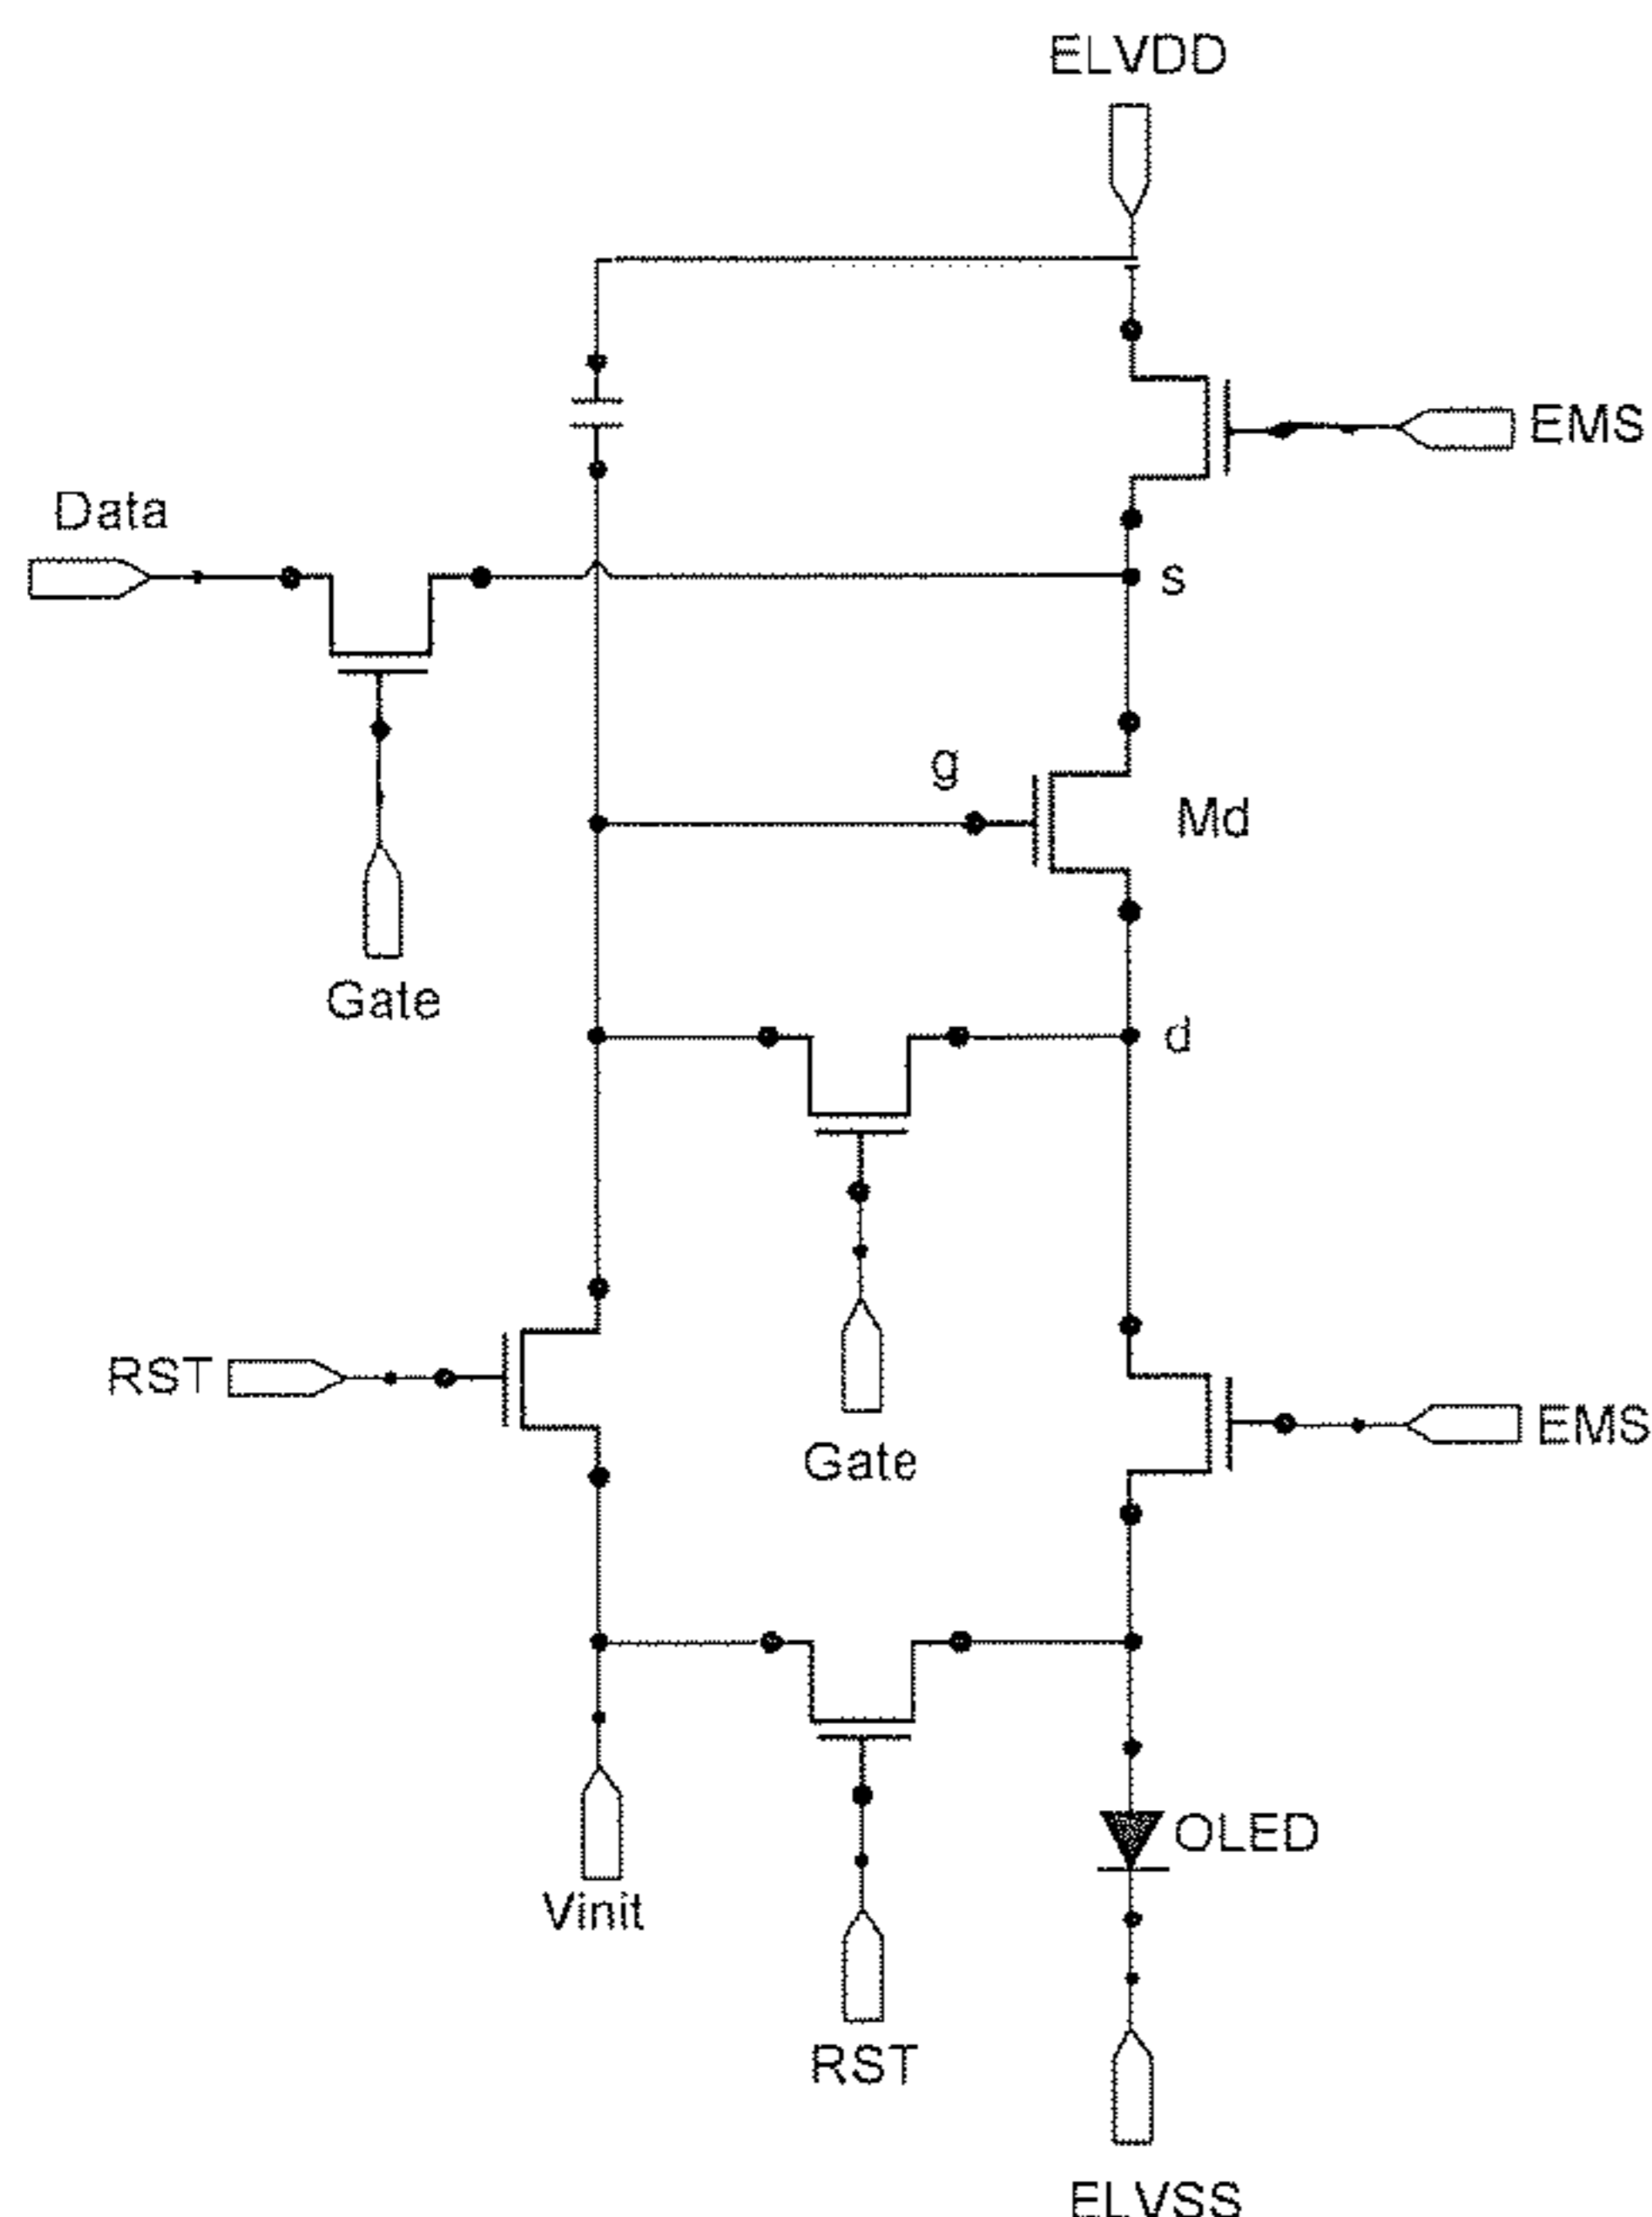 ELVDD
EMS
Data
s
g
Md
Gate
d
RST
EMS
Gate
Vinit
OLED
RST
ELVSS